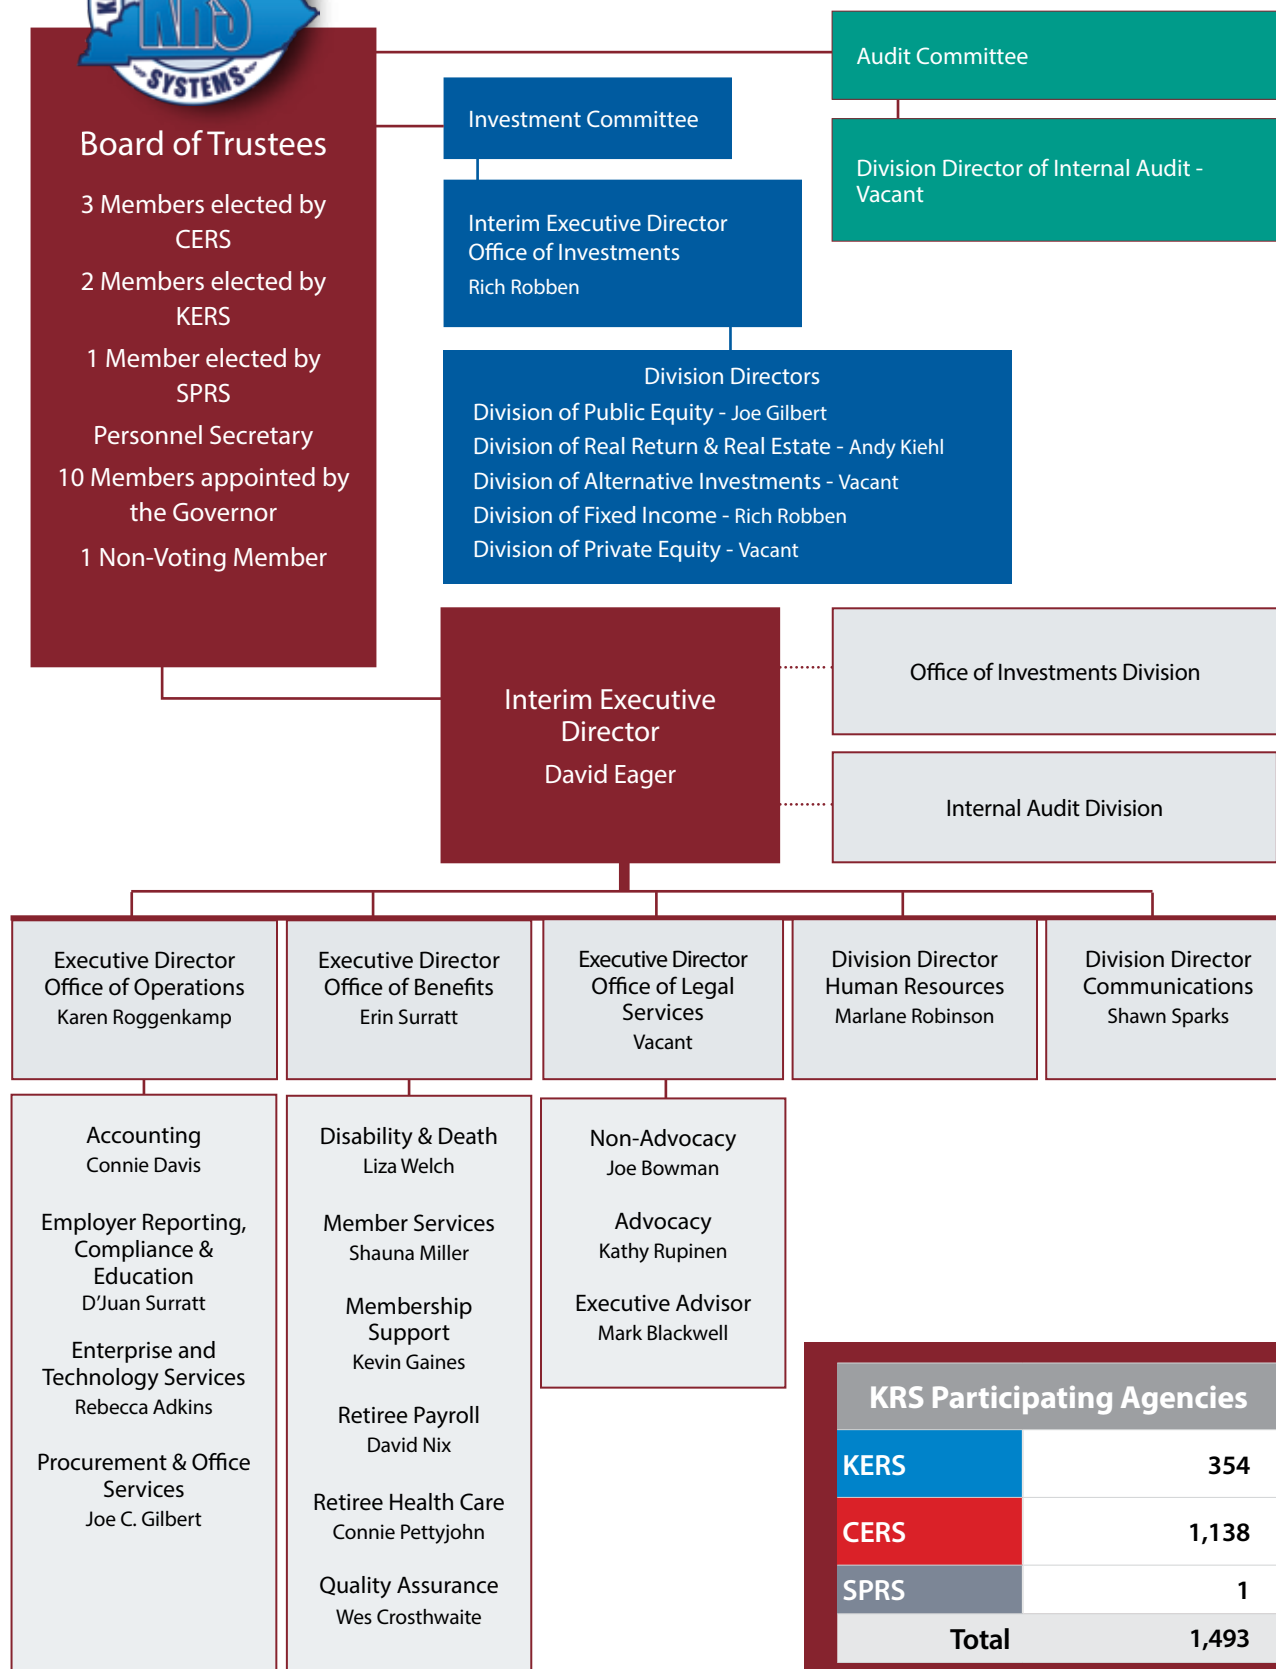 K
KRS
SYSTEMS
Board of Trustees
3 Members elected by
CERS
2 Members elected by
KERS
1 Member elected by
SPRS
Personnel Secretary
10 Members appointed by
the Governor
1 Non-Voting Member
Audit Committee
Division Director of Internal Audit -
Vacant
Investment Committee
Interim Executive Director
Office of Investments
Rich Robben
Division Directors
Division of Public Equity - Joe Gilbert
Division of Real Return & Real Estate - Andy Kiehl
Division of Alternative Investments - Vacant
Division of Fixed Income - Rich Robben
Division of Private Equity - Vacant
Interim Executive
Director
David Eager
Office of Investments Division
Internal Audit Division
Executive Director
Office of Operations
Karen Roggenkamp
Executive Director
Office of Benefits
Erin Surratt
Executive Director
Office of Legal
Services
Vacant
Division Director
Human Resources
Marlane Robinson
Division Director
Communications
Shawn Sparks
Accounting
Connie Davis
Employer Reporting,
Compliance &
Education
D’Juan Surratt
Enterprise and
Technology Services
Rebecca Adkins
Procurement & Office
Services
Joe C. Gilbert
Disability & Death
Liza Welch
Member Services
Shauna Miller
Membership
Support
Kevin Gaines
Retiree Payroll
David Nix
Retiree Health Care
Connie Pettyjohn
Quality Assurance
Wes Crosthwaite
Non-Advocacy
Joe Bowman
Advocacy
Kathy Rupinen
Executive Advisor
Mark Blackwell
KRS Participating Agencies
KERS 354
CERS 1,138
SPRS 1
Total 1,493